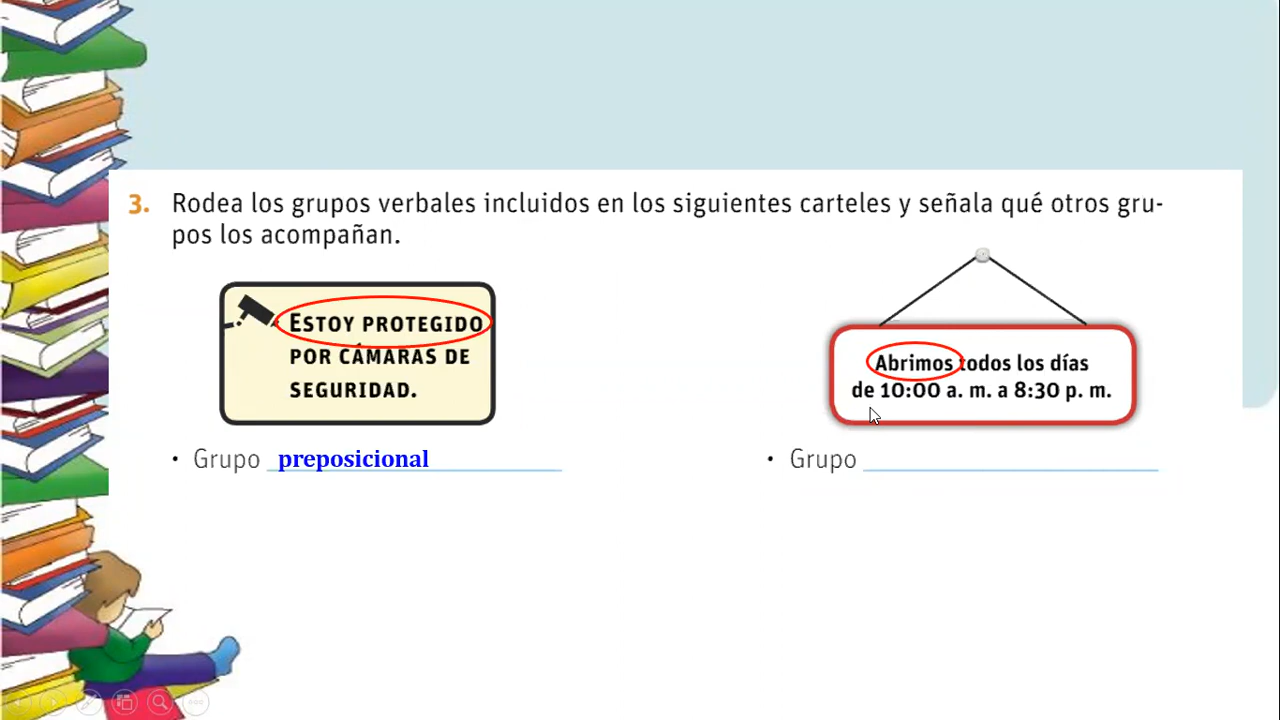 3. Rodea los grupos verbales incluidos en los siguientes carteles y señala qué otros gru-
pos los acompañan.
ESTOY PROTEGIDO
POR CÁMARAS DE
SEGURIDAD.
Abrimos todos los días
de 10:00 a. m. a 8:30 p. m.
• Grupo preposicional
• Grupo